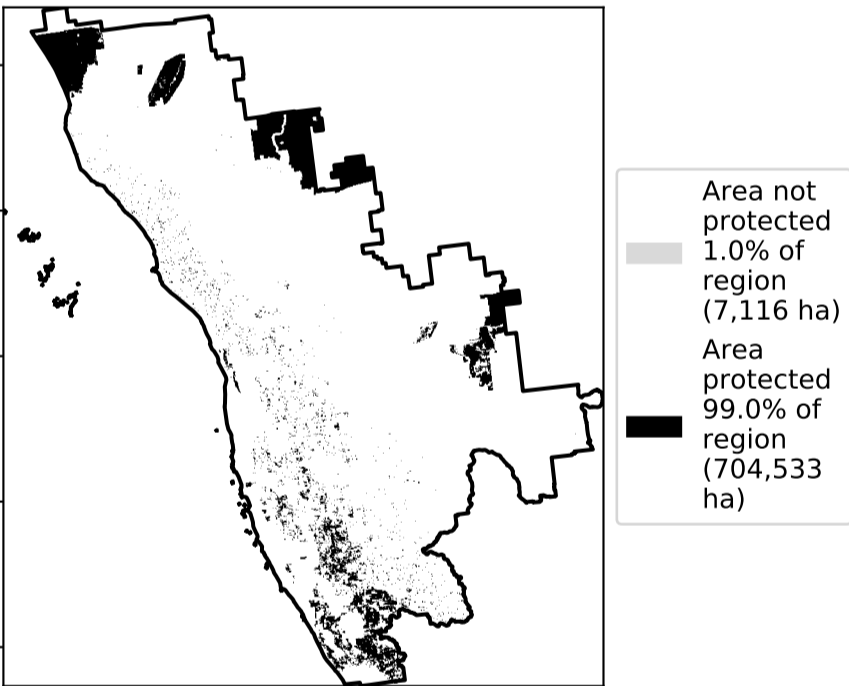 Area not
protected
1.0% of
region
(7,116 ha)
Area
protected
99.0% of
region
(704,533
ha)